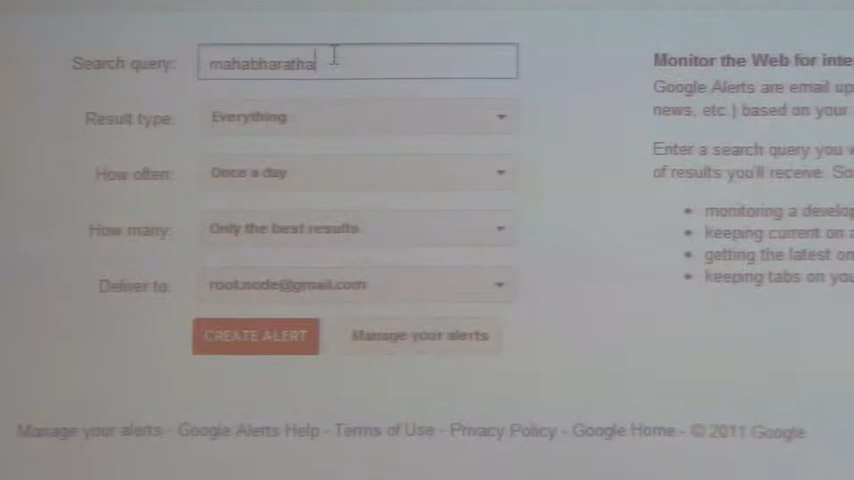 Search query: mahabharatha
Result type: Everything
How often: Once a day
How many: Only the best results
Deliver to: root.node@gmail.com
CREATE ALERT Manage your alerts
Monitor the Web for inte
Google Alerts are email up
news, etc.) based on your
Enter a search query you w
of results you'll receive. So
• monitoring a develop
• keeping current on a
• getting the latest on
• keeping tabs on you
Manage your alerts - Google Alerts Help - Terms of Use - Privacy Policy - Google Home - © 2011 Google